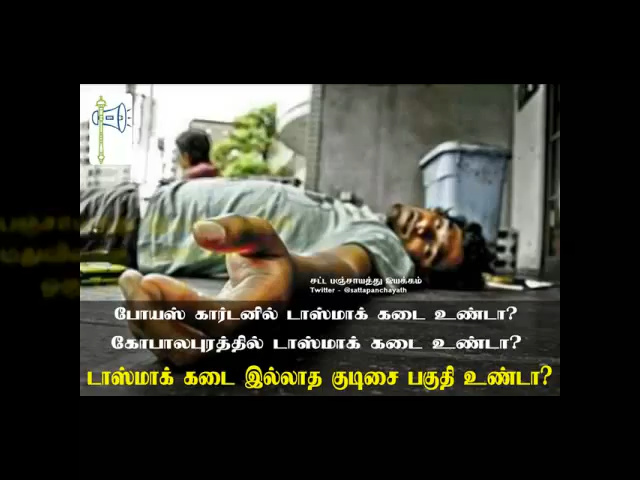 சட்ட பஞ்சாயத்து இயக்கம்
Twitter - @sattapanchayath
போயஸ் கார்டனில் டாஸ்மாக் கடை உண்டா?
கோபாலபுரத்தில் டாஸ்மாக் கடை உண்டா?
டாஸ்மாக் கடை இல்லாத குடிசை பகுதி உண்டா?